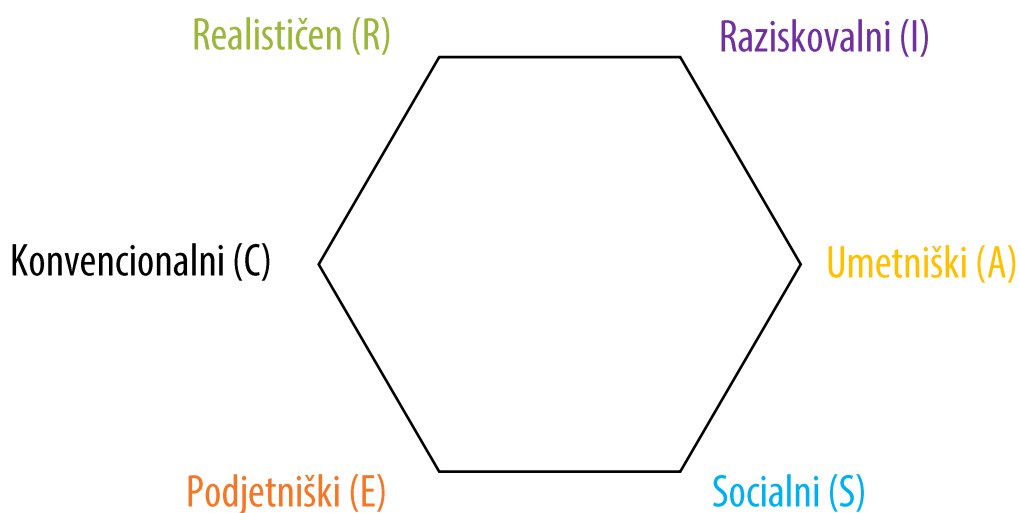 Realističen (R)
Raziskovalni (I)
Konvencionalni (C)
Umetniški (A)
Podjetniški (E)
Socialni (S)